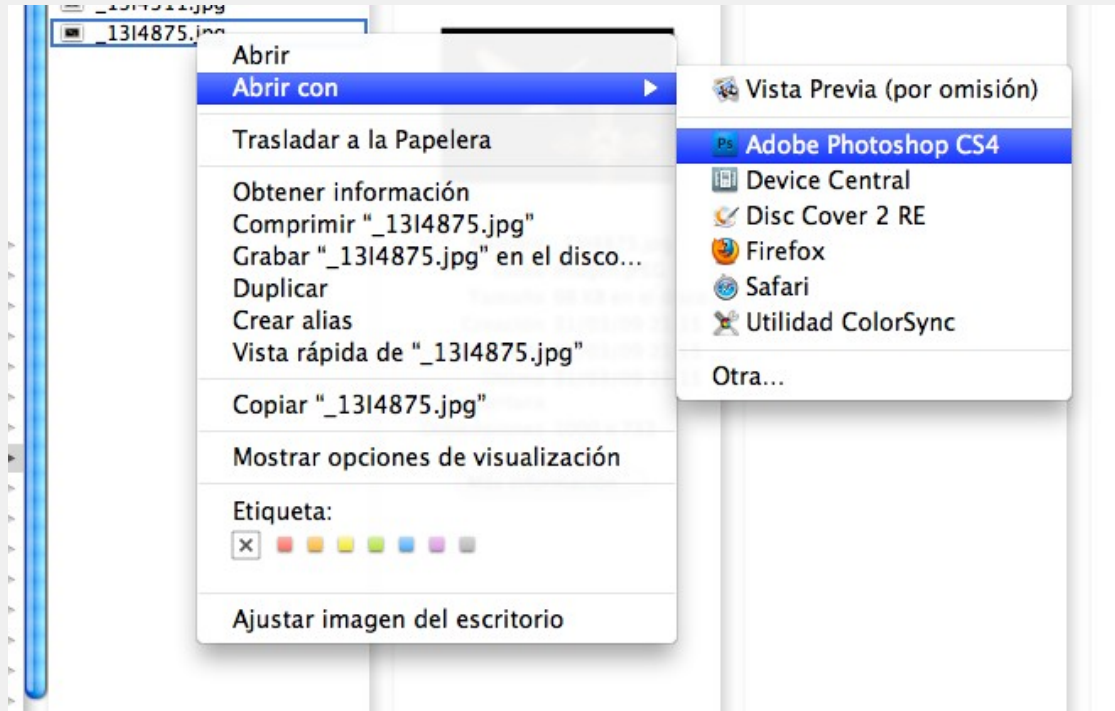 _13I4875.jpg
Abrir
Abrir con
Trasladar a la Papelera
Obtener información
Comprimir “_13I4875.jpg”
Grabar “_13I4875.jpg” en el disco...
Duplicar
Crear alias
Vista rápida de “_13I4875.jpg”
Copiar “_13I4875.jpg”
Mostrar opciones de visualización
Etiqueta:
Ajustar imagen del escritorio
Vista Previa (por omisión)
Ps Adobe Photoshop CS4
Device Central
Disc Cover 2 RE
Firefox
Safari
Utilidad ColorSync
Otra...